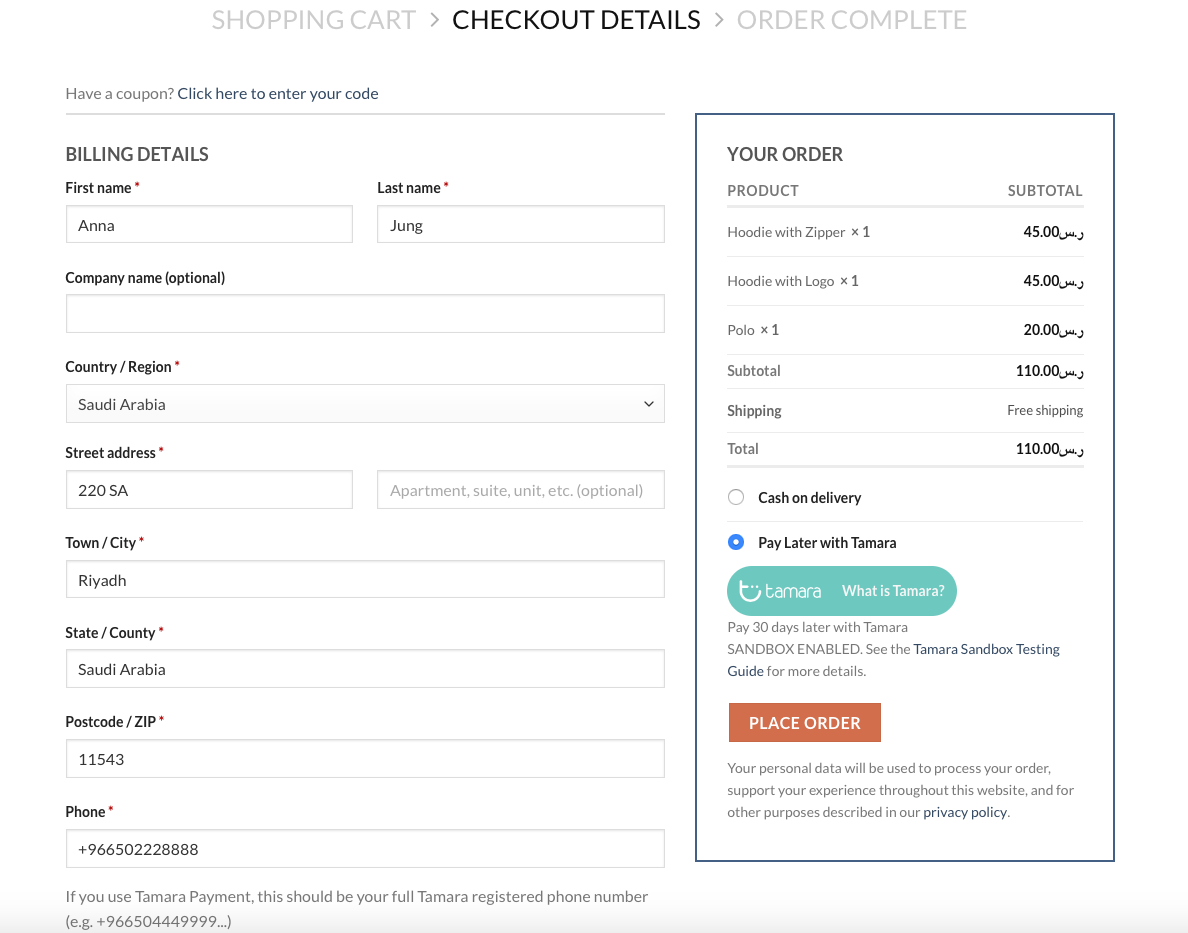 SHOPPING CART > CHECKOUT DETAILS > ORDER COMPLETE
Have a coupon? Click here to enter your code
BILLING DETAILS
First name *
Last name *
Anna
Jung
Company name (optional)
Country / Region *
Saudi Arabia
Street address *
220 SA
Apartment, suite, unit, etc. (optional)
Town / City *
Riyadh
State / County *
Saudi Arabia
Postcode / ZIP *
11543
Phone *
+966502228888
If you use Tamara Payment, this should be your full Tamara registered phone number
(e.g. +966504449999...)
YOUR ORDER
PRODUCT SUBTOTAL
Hoodie with Zipper × 1 45.00ر.س
Hoodie with Logo × 1 45.00ر.س
Polo × 1 20.00ر.س
Subtotal 110.00ر.س
Shipping Free shipping
Total 110.00ر.س
Cash on delivery
Pay Later with Tamara
tamara What is Tamara?
Pay 30 days later with Tamara
SANDBOX ENABLED. See the Tamara Sandbox Testing
Guide for more details.
PLACE ORDER
Your personal data will be used to process your order,
support your experience throughout this website, and for
other purposes described in our privacy policy.